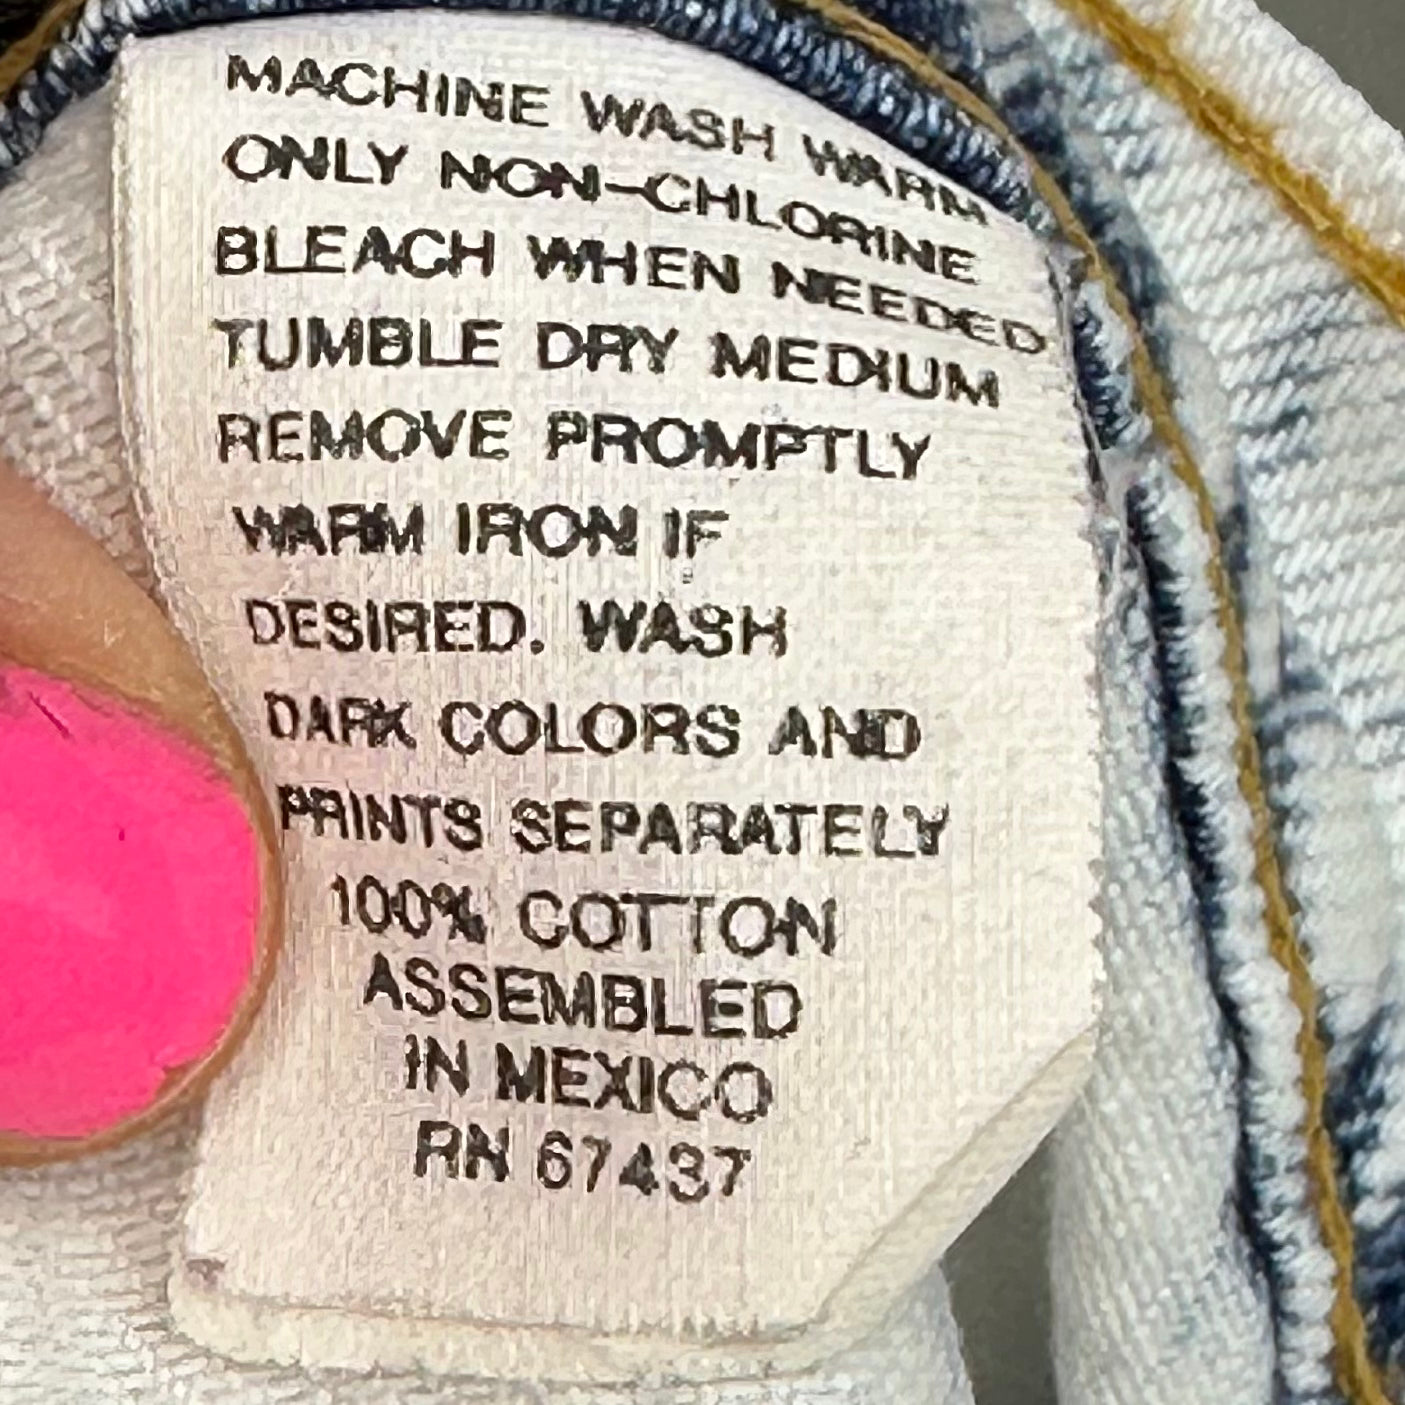 MACHINE WASH WARM
ONLY NON-CHLORINE
BLEACH WHEN NEEDED
TUMBLE DRY MEDIUM
REMOVE PROMPTLY
WARM IRON IF
DESIRED. WASH
DARK COLORS AND
PRINTS SEPARATELY
100% COTTON
ASSEMBLED
IN MEXICO
RN 67437